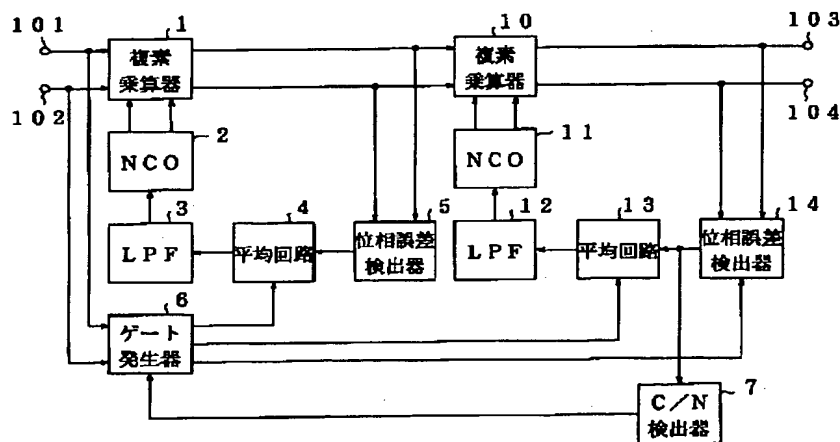 101
1
10
103
複素
乗算器
複素
乗算器
102
104
2
11
NCO
NCO
3
4
5
12
13
14
LPF
平均回路
位相誤差
検出器
LPF
平均回路
位相誤差
検出器
6
ゲート
発生器
7
C/N
検出器